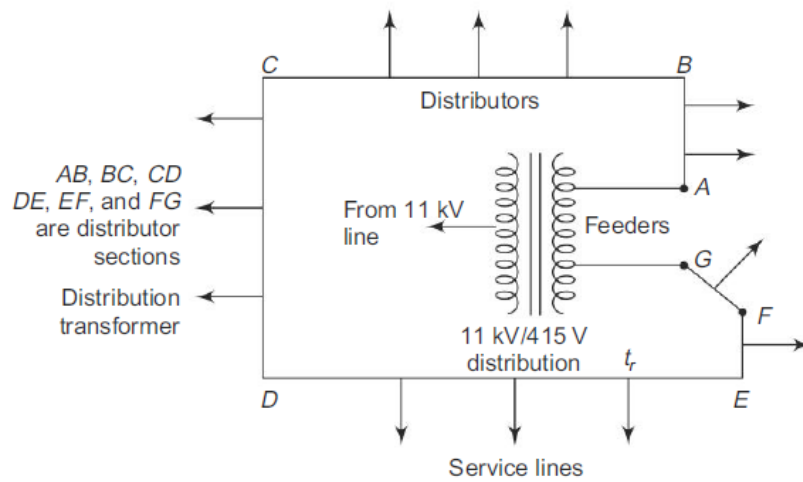 C
B
Distributors
AB, BC, CD
DE, EF, and FG
are distributor
sections
Distribution
transformer
From 11 kV
line
Feeders
A
G
F
11 kV/415 V
distribution
t_r
D
E
Service lines